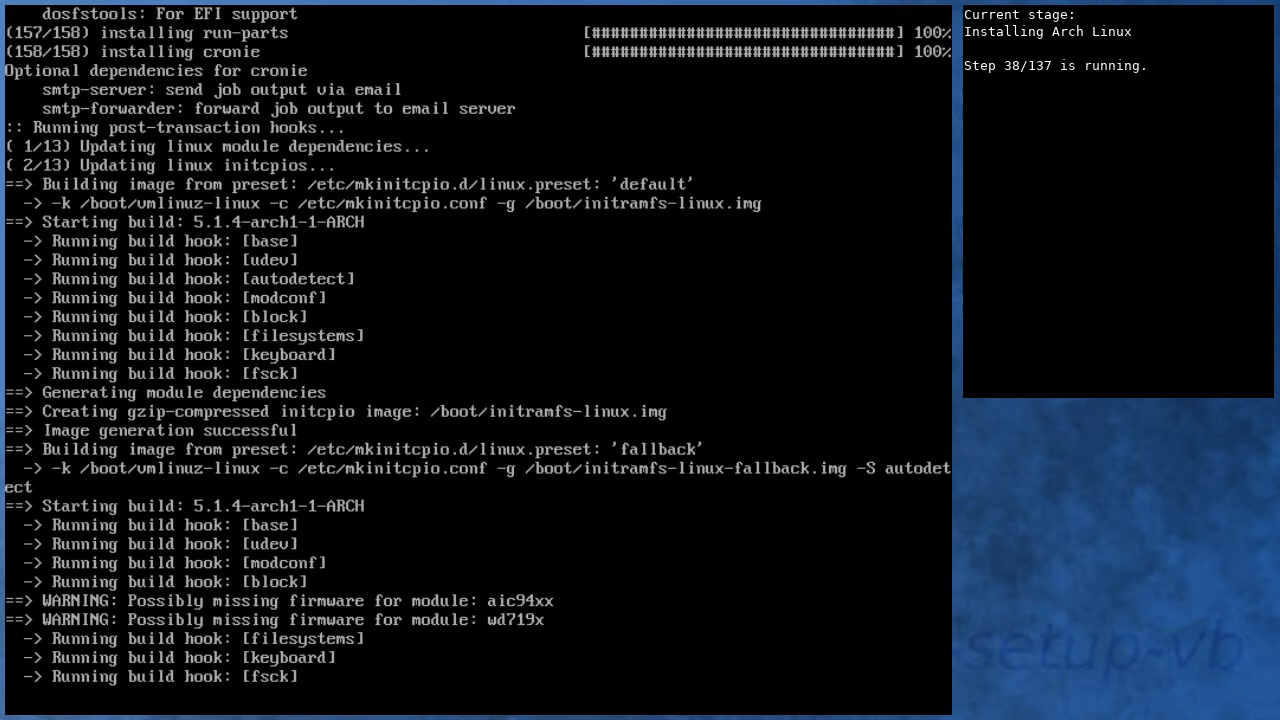 dosfstools: For EFI support
(157/158) installing run-parts                               [################################] 100%
(158/158) installing cronie                                  [################################] 100%
Optional dependencies for cronie
    smtp-server: send job output via email
    smtp-forwarder: forward job output to email server
:: Running post-transaction hooks...
( 1/13) Updating linux module dependencies...
( 2/13) Updating linux initcpios...
==> Building image from preset: /etc/mkinitcpio.d/linux.preset: 'default'
  -> -k /boot/vmlinuz-linux -c /etc/mkinitcpio.conf -g /boot/initramfs-linux.img
==> Starting build: 5.1.4-arch1-1-ARCH
  -> Running build hook: [base]
  -> Running build hook: [udev]
  -> Running build hook: [autodetect]
  -> Running build hook: [modconf]
  -> Running build hook: [block]
  -> Running build hook: [filesystems]
  -> Running build hook: [keyboard]
  -> Running build hook: [fsck]
==> Generating module dependencies
==> Creating gzip-compressed initcpio image: /boot/initramfs-linux.img
==> Image generation successful
==> Building image from preset: /etc/mkinitcpio.d/linux.preset: 'fallback'
  -> -k /boot/vmlinuz-linux -c /etc/mkinitcpio.conf -g /boot/initramfs-linux-fallback.img -S autodet
ect
==> Starting build: 5.1.4-arch1-1-ARCH
  -> Running build hook: [base]
  -> Running build hook: [udev]
  -> Running build hook: [modconf]
  -> Running build hook: [block]
==> WARNING: Possibly missing firmware for module: aic94xx
==> WARNING: Possibly missing firmware for module: wd719x
  -> Running build hook: [filesystems]
  -> Running build hook: [keyboard]
  -> Running build hook: [fsck]
Current stage:
Installing Arch Linux
Step 38/137 is running.
setup-vb